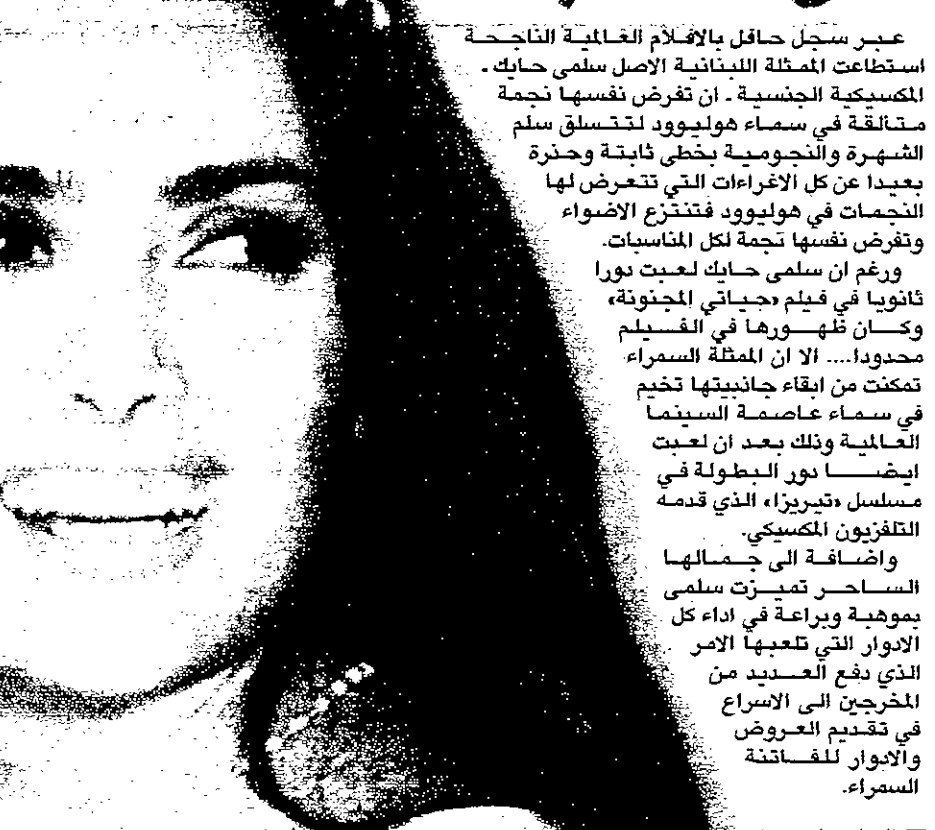 عبر سجل حافل بالافلام العالمية الناجحة
استطاعت الممثلة اللبنانية الاصل سلمى حايك -
المكسيكية الجنسية - ان تفرض نفسها نجمة
متألقة في سماء هوليوود لتتسلق سلم
الشهرة والنجومية بخطى ثابتة وحذرة
بعيدا عن كل الاغراءات التي تتعرض لها
النجمات في هوليوود فتنتزع الاضواء
وتفرض نفسها نجمة لكل المناسبات.
ورغم ان سلمى حايك لعبت دورا
ثانويا في فيلم «حياتي المجنونة»
وكان ظهورها في الفيلم
محدودا.... الا ان الممثلة السمراء
تمكنت من ابقاء جاذبيتها تخيم
في سماء عاصمة السينما
العالمية وذلك بعد ان لعبت
ايضا دور البطولة في
مسلسل «تيريزا» الذي قدمه
التلفزيون المكسيكي.
واضافة الى جمالها
الساحر تميزت سلمى
بموهبة وبراعة في اداء كل
الادوار التي تلعبها الامر
الذي دفع العديد من
المخرجين الى الاسراع
في تقديم العروض
والادوار للفاتنة
السمراء.